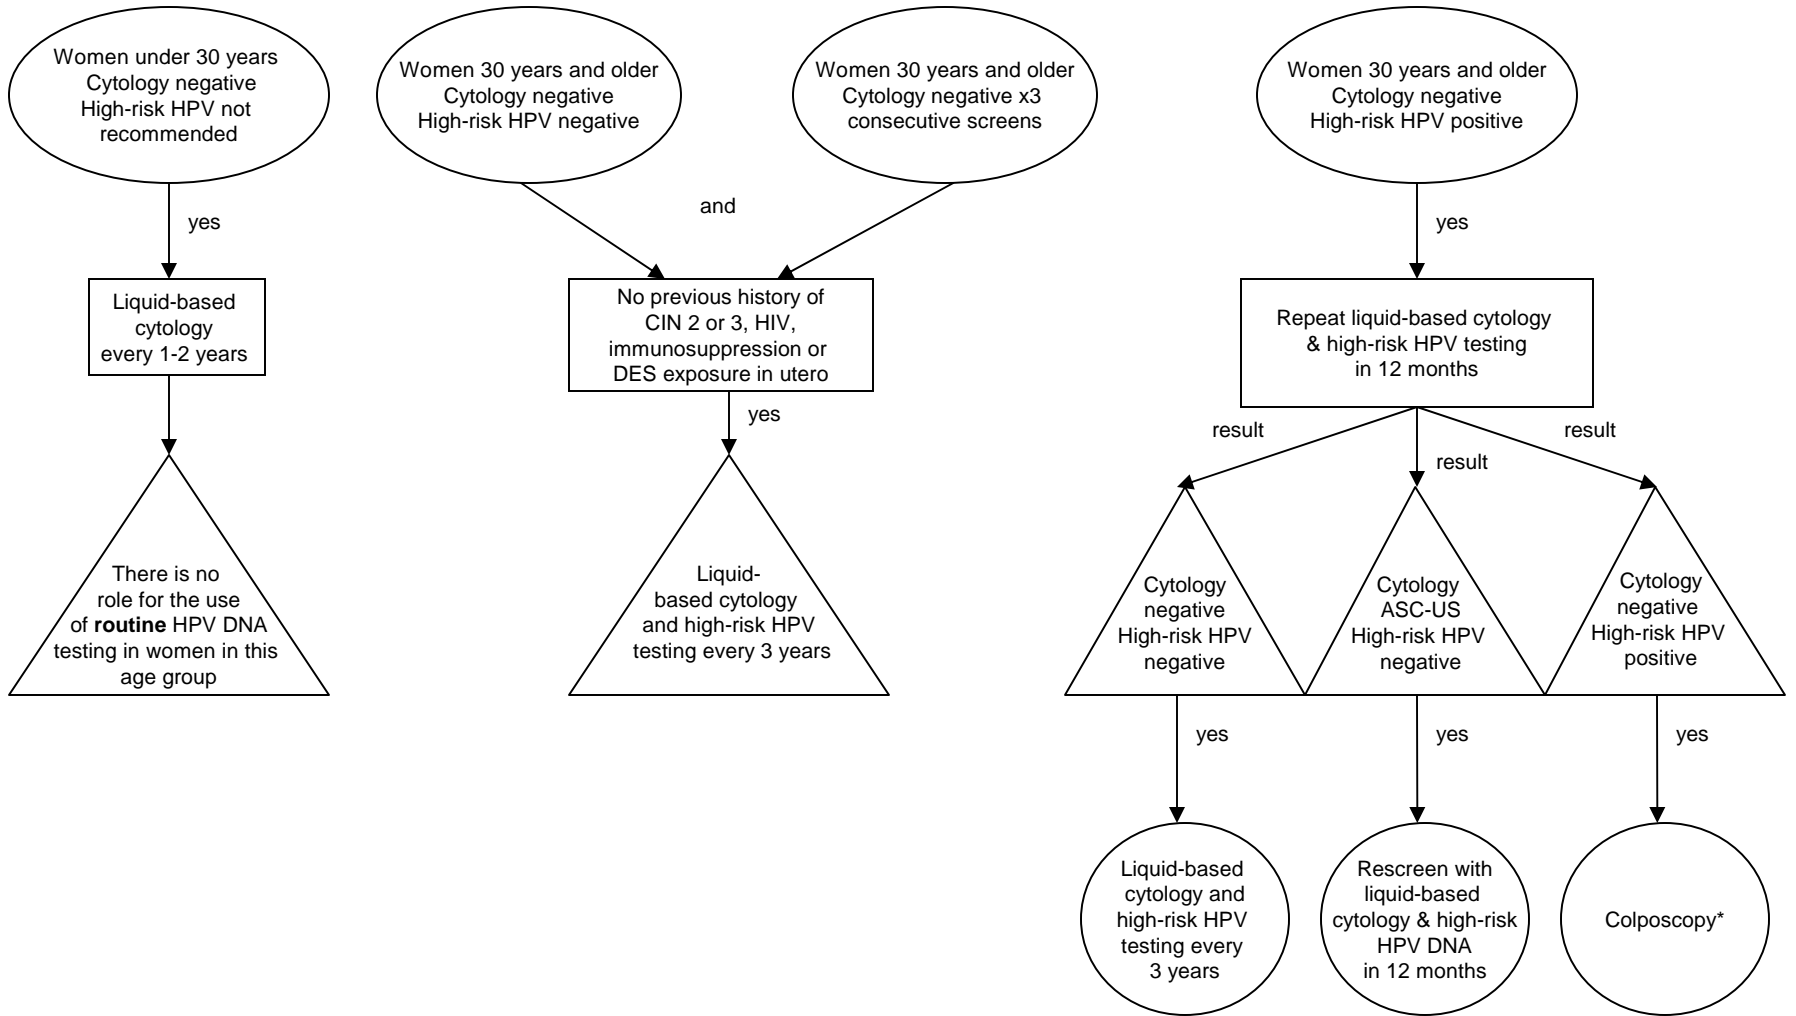 Women under 30 years
Cytology negative
High-risk HPV not
recommended
Women 30 years and older
Cytology negative
High-risk HPV negative
Women 30 years and older
Cytology negative x3
consecutive screens
Women 30 years and older
Cytology negative
High-risk HPV positive
yes
and
yes
Liquid-based
cytology
every 1-2 years
No previous history of
CIN 2 or 3, HIV,
immunosuppression or
DES exposure in utero
Repeat liquid-based cytology
& high-risk HPV testing
in 12 months
yes
result
result
result
There is no
role for the use
of routine HPV DNA
testing in women in this
age group
Liquid-
based cytology
and high-risk HPV
testing every 3 years
Cytology
negative
High-risk HPV
negative
Cytology
ASC-US
High-risk HPV
negative
Cytology
negative
High-risk HPV
positive
yes
yes
yes
Liquid-based
cytology and
high-risk HPV
testing every
3 years
Rescreen with
liquid-based
cytology & high-risk
HPV DNA
in 12 months
Colposcopy*